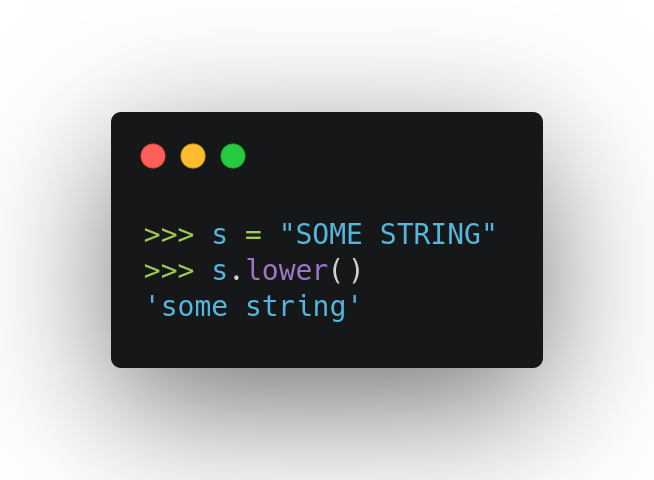 >>> s = "SOME STRING"
>>> s.lower()
'some string'